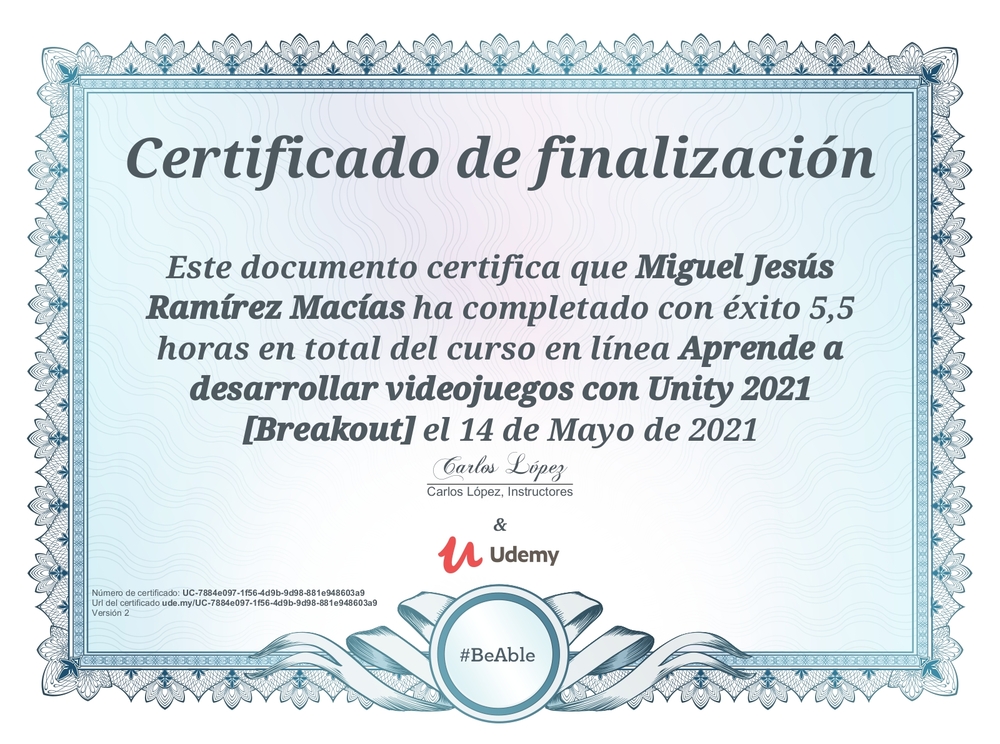 Certificado de finalización
Este documento certifica que Miguel Jesús
Ramírez Macías ha completado con éxito 5,5
horas en total del curso en línea Aprende a
desarrollar videojuegos con Unity 2021
[Breakout] el 14 de Mayo de 2021
Carlos López
Carlos López, Instructores
&
Udemy
Número de certificado: UC-7884e097-1f56-4d9b-9d98-881e948603a9
Url del certificado ude.my/UC-7884e097-1f56-4d9b-9d98-881e948603a9
Versión 2
#BeAble